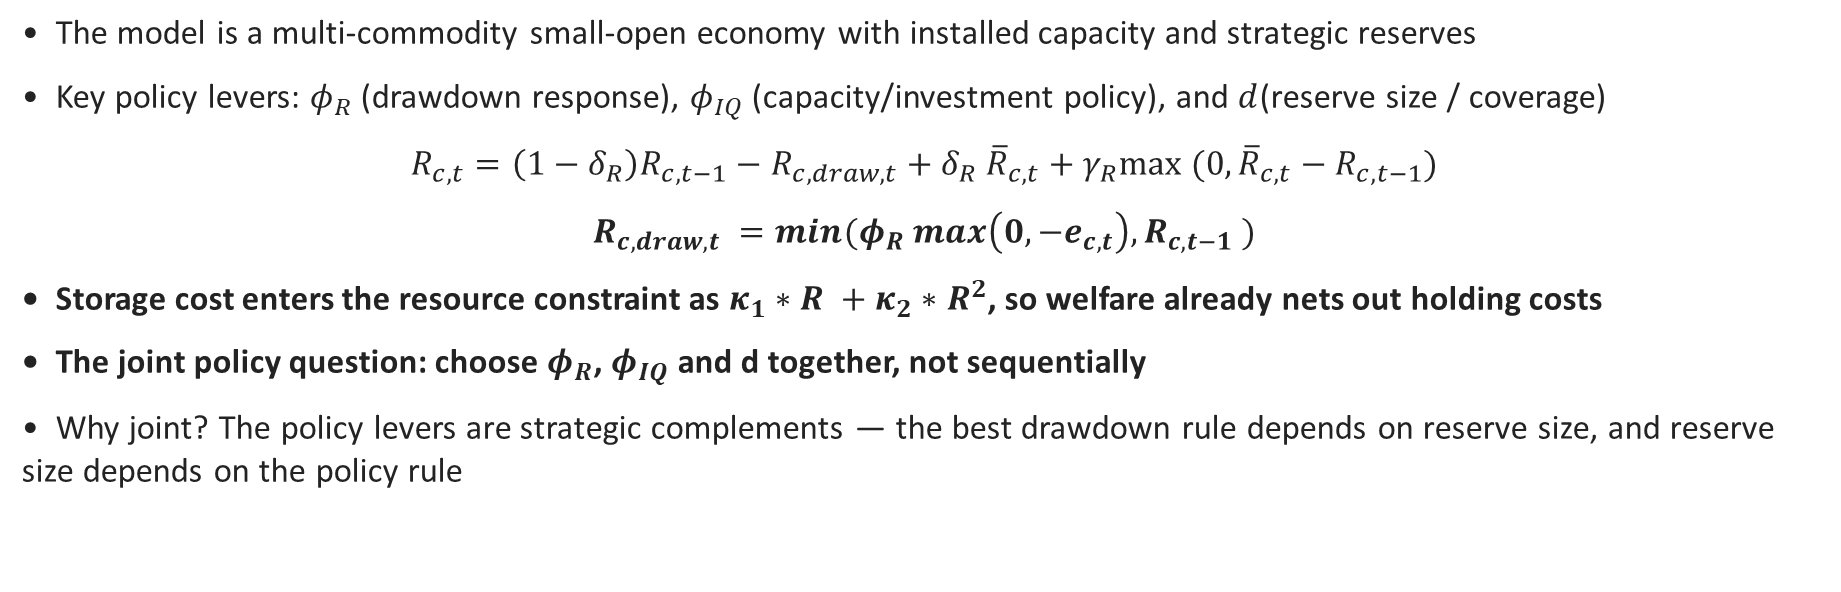 • The model is a multi-commodity small-open economy with installed capacity and strategic reserves
• Key policy levers: ϕ_R (drawdown response), ϕ_IQ (capacity/investment policy), and d(reserve size / coverage)
R_c,t = (1 − δ_R)R_c,t−1 − R_c,draw,t + δ_R R̄_c,t + γ_R max (0, R̄_c,t − R_c,t−1)
R_c,draw,t = min(ϕ_R max(0, −e_c,t), R_c,t−1 )
• Storage cost enters the resource constraint as κ₁ * R + κ₂ * R², so welfare already nets out holding costs
• The joint policy question: choose ϕ_R, ϕ_IQ and d together, not sequentially
• Why joint? The policy levers are strategic complements — the best drawdown rule depends on reserve size, and reserve
size depends on the policy rule